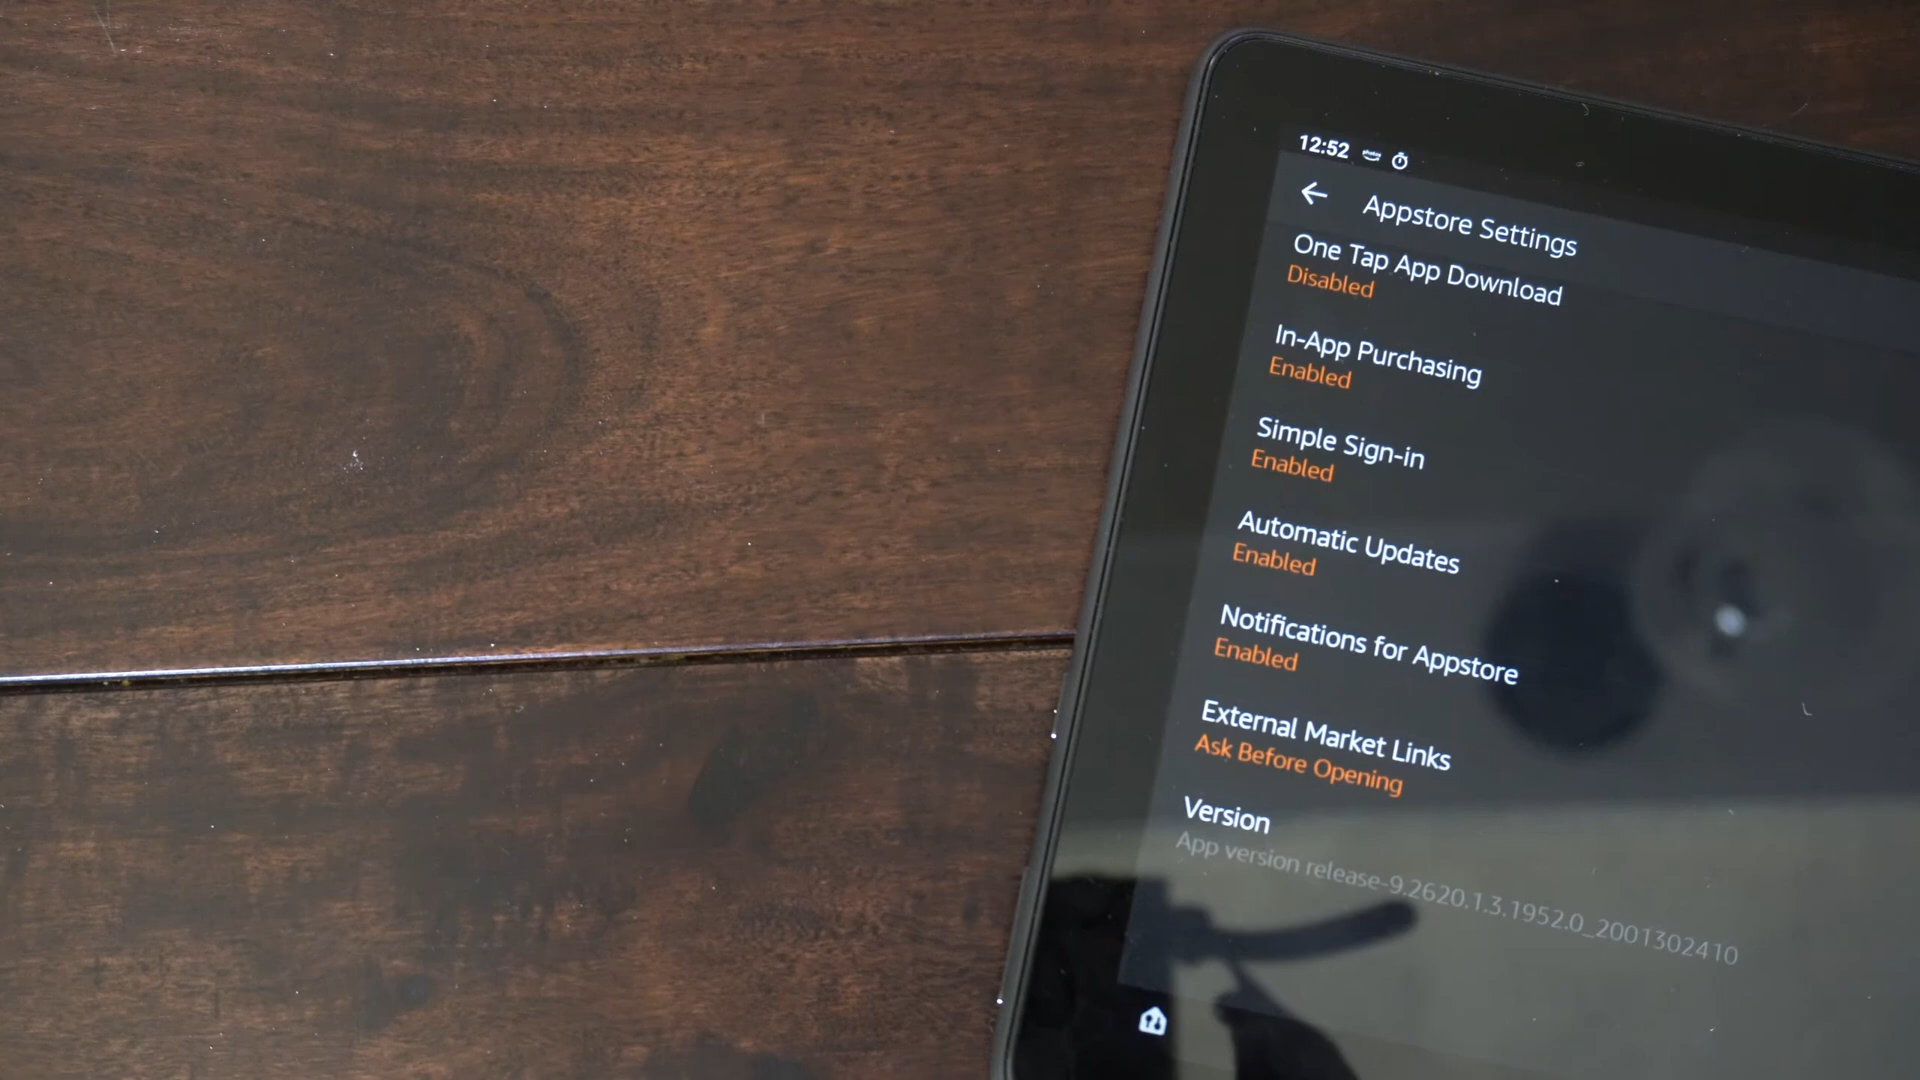 12:52
Appstore Settings
One Tap App Download
Disabled
In-App Purchasing
Enabled
Simple Sign-in
Enabled
Automatic Updates
Enabled
Notifications for Appstore
Enabled
External Market Links
Ask Before Opening
Version
App version release-9.2620.1.3.1952.0_2001302410